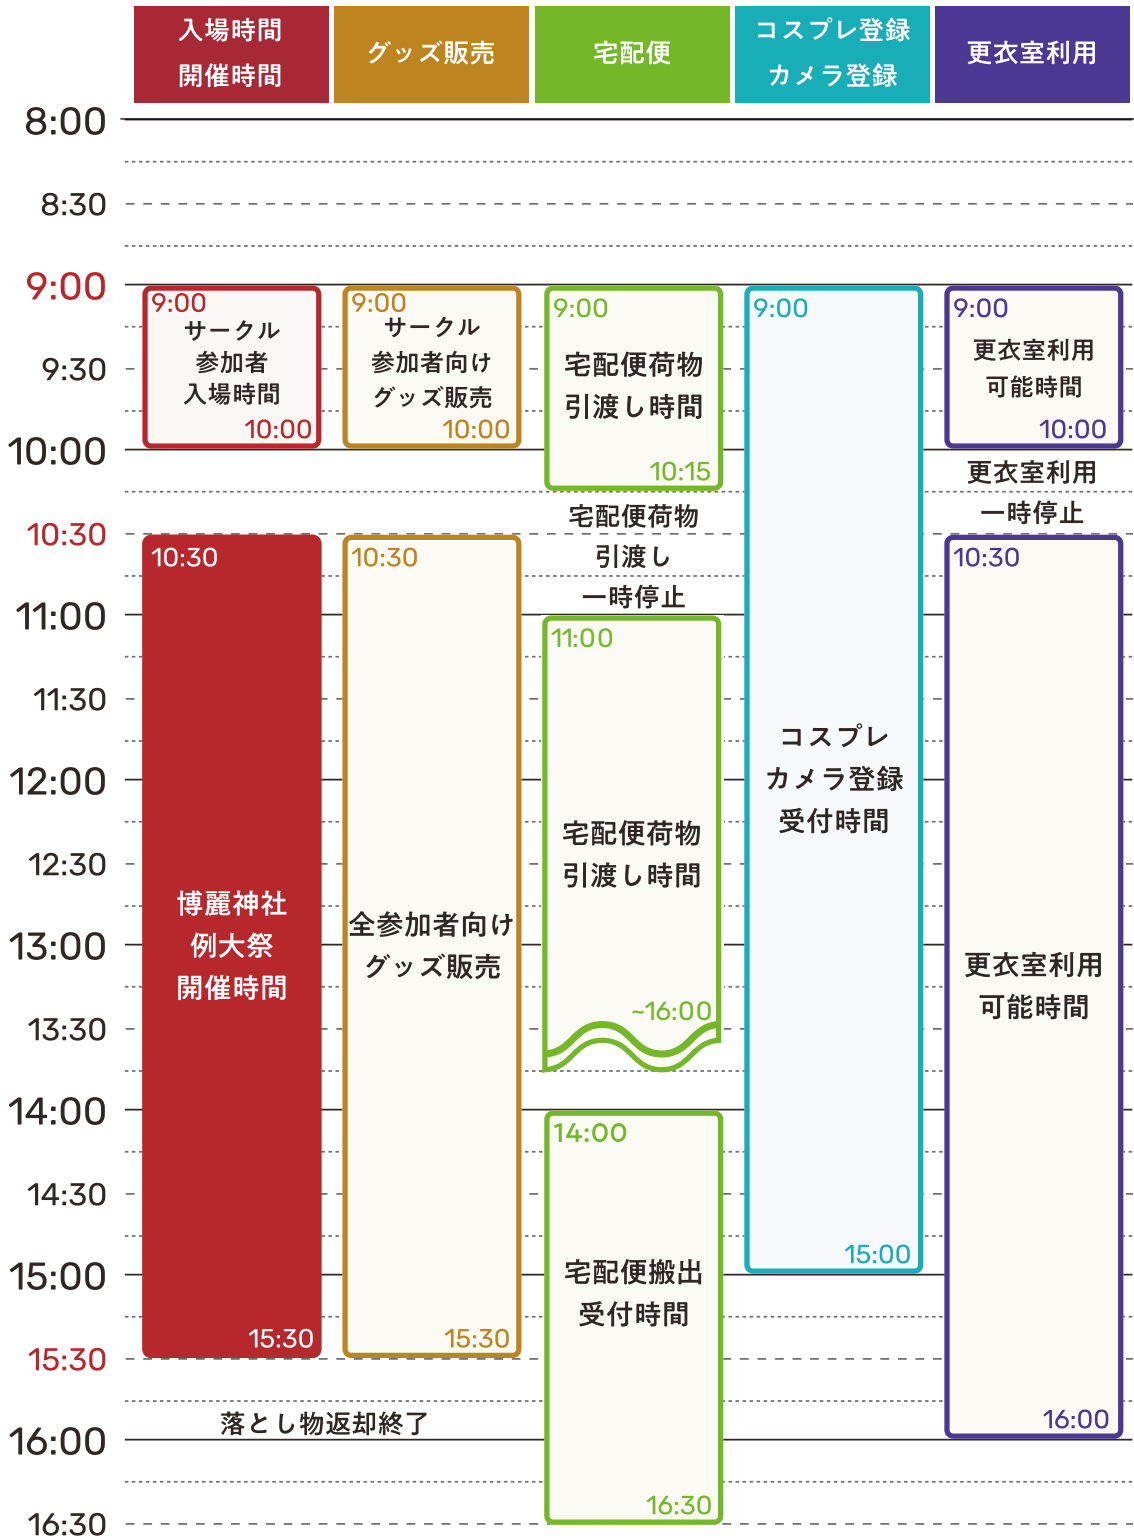 入場時間
開催時間
グッズ販売
宅配便
コスプレ登録
カメラ登録
更衣室利用
8:00
8:30
9:00
9:30
10:00
10:30
11:00
11:30
12:00
12:30
13:00
13:30
14:00
14:30
15:00
15:30
16:00
16:30
9:00
サークル
参加者
入場時間
10:00
10:30
博麗神社
例大祭
開催時間
15:30
9:00
サークル
参加者向け
グッズ販売
10:00
10:30
全参加者向け
グッズ販売
15:30
落とし物返却終了
9:00
宅配便荷物
引渡し時間
10:15
宅配便荷物
引渡し
一時停止
11:00
宅配便荷物
引渡し時間
~16:00
14:00
宅配便搬出
受付時間
16:30
9:00
コスプレ
カメラ登録
受付時間
15:00
9:00
更衣室利用
可能時間
10:00
更衣室利用
一時停止
10:30
更衣室利用
可能時間
16:00